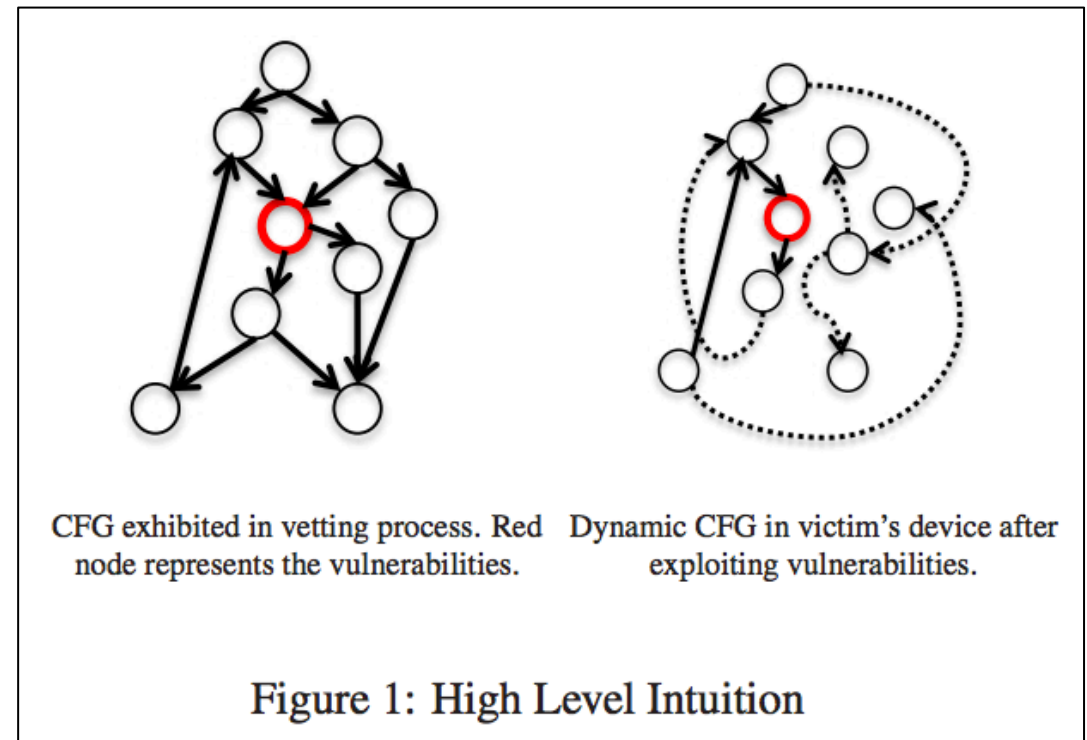 CFG exhibited in vetting process. Red
node represents the vulnerabilities.
Dynamic CFG in victim's device after
exploiting vulnerabilities.
Figure 1: High Level Intuition